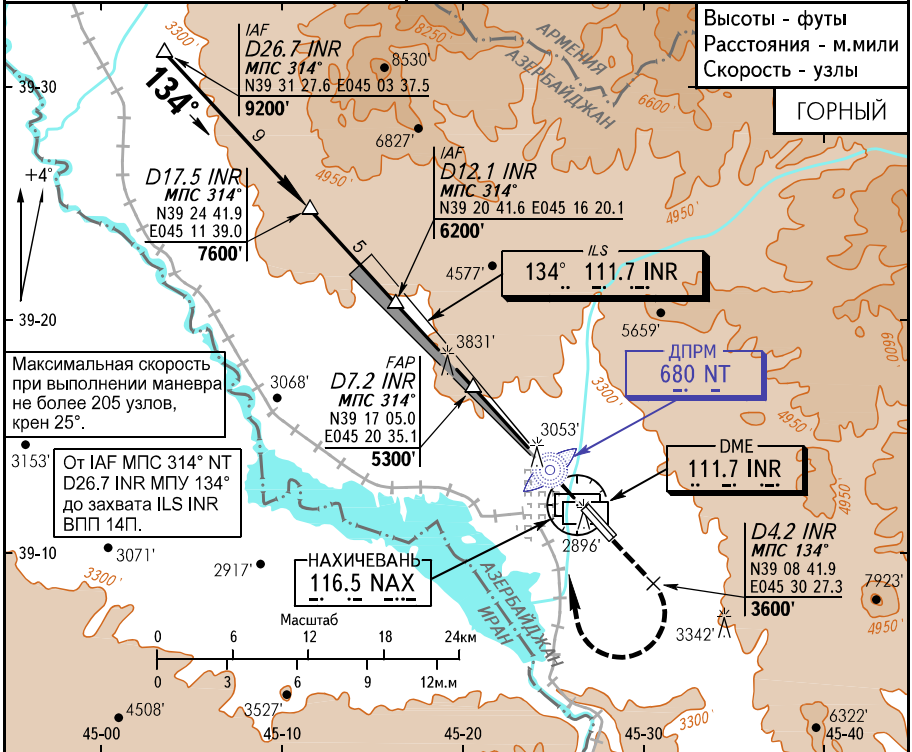 Высоты - футы
Расстояния - м.мили
Скорость - узлы
ГОРНЫЙ
3300'
IAF
D26.7 INR
МПС 314°
N39 31 27.6 E045 03 37.5
9200'
8250'
8530'
АРМЕНИЯ
АЗЕРБАЙДЖАН
6600'
39-30
134°
9
6827'
4950'
+4°
D17.5 INR
МПС 314°
N39 24 41.9
E045 11 39.0
7600'
IAF
D12.1 INR
МПС 314°
N39 20 41.6 E045 16 20.1
6200'
4950'
5
4577'
ILS
134° 111.7 INR
39-20
5659'
6600'
3831'
Максимальная скорость
при выполнении маневра
не более 205 узлов,
крен 25°.
3068'
FAP
D7.2 INR
МПС 314°
N39 17 05.0
E045 20 35.1
5300'
ДПРМ
680 NT
3300'
4950'
3153'
3053'
От IAF МПС 314° NT
D26.7 INR МПУ 134°
до захвата ILS INR
ВПП 14П.
DME
111.7 INR
4950'
39-10
3071'
2917'
2896'
D4.2 INR
МПС 134°
N39 08 41.9
E045 30 27.3
3600'
3300'
НАХИЧЕВАНЬ
116.5 NAX
АЗЕРБАЙДЖАН
ИРАН
7923'
4950'
3342'
Масштаб
0 6 12 18 24км
0 3 6 9 12м.м
3527'
4508'
3300'
6322'
45-00
45-10
45-20
45-30
45-40